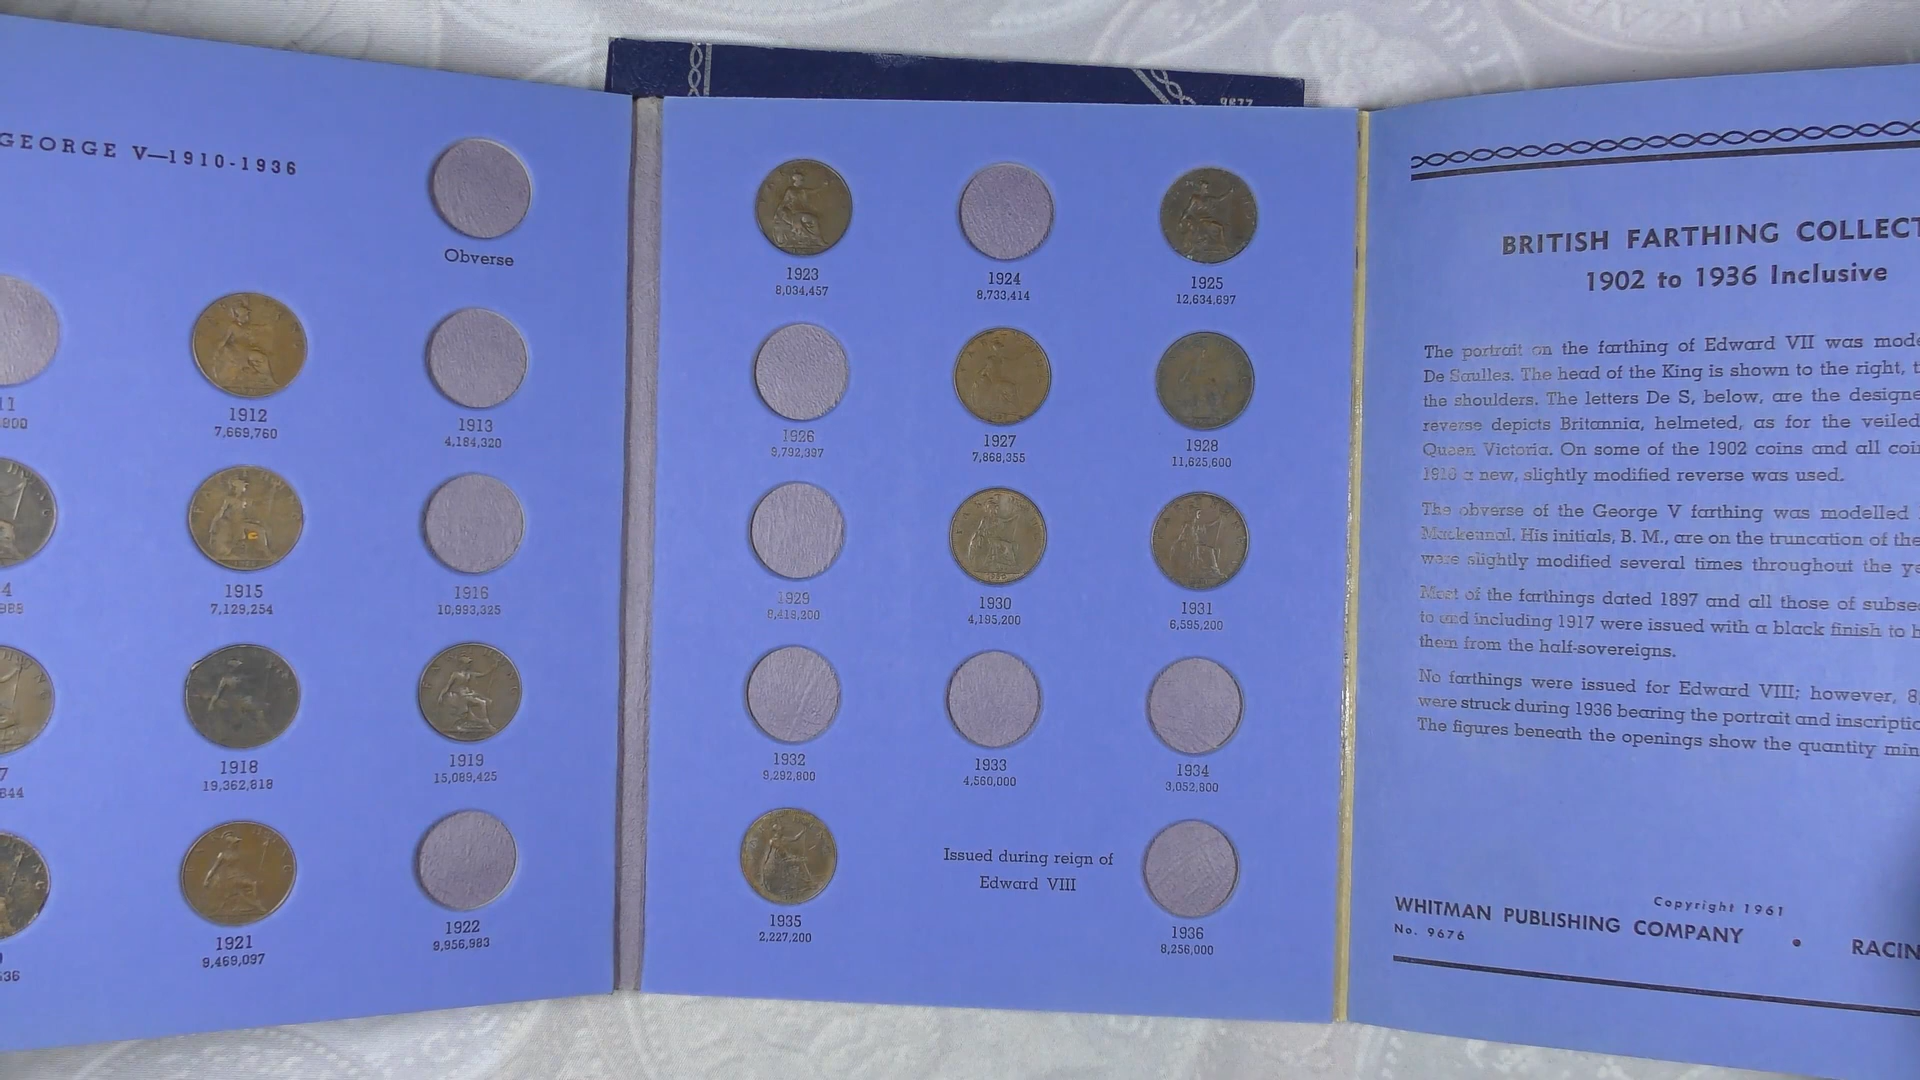 9677
GEORGE V—1910-1936
Obverse
11
800
1912
7,669,760
1913
4,184,320
4
988
1915
7,129,254
1916
10,993,325
7
844
1918
19,362,818
1919
15,089,425
536
1921
9,469,097
1922
9,956,983
1923
8,034,457
1924
8,733,414
1925
12,634,697
1926
9,792,397
1927
7,868,355
1928
11,625,600
1929
8,419,200
1930
4,195,200
1931
6,595,200
1932
9,292,800
1933
4,560,000
1934
3,052,800
1935
2,227,200
Issued during reign of
Edward VIII
1936
8,256,000
BRITISH FARTHING COLLECT
1902 to 1936 Inclusive
The portrait on the farthing of Edward VII was mode
De Saulles. The head of the King is shown to the right, t
the shoulders. The letters De S, below, are the designe
reverse depicts Britannia, helmeted, as for the veiled
Queen Victoria. On some of the 1902 coins and all coi
a new, slightly modified reverse was used.
The obverse of the George V farthing was modelled
Mackennal. His initials, B. M., are on the truncation of the
were slightly modified several times throughout the ye
Most of the farthings dated 1897 and all those of subse
to and including 1917 were issued with a black finish to h
them from the half-sovereigns.
No farthings were issued for Edward VIII; however, 8
were struck during 1936 bearing the portrait and inscriptio
The figures beneath the openings show the quantity min
Copyright 1961
WHITMAN PUBLISHING COMPANY • RACIN
No. 9676